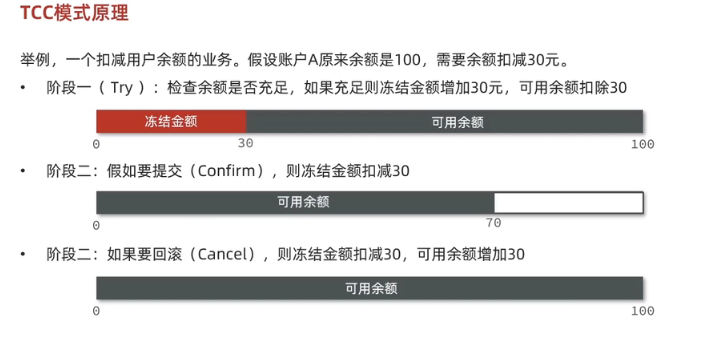 TCC模式原理
举例，一个扣减用户余额的业务。假设账户A原来余额是100，需要余额扣减30元。
• 阶段一（ Try ）：检查余额是否充足，如果充足则冻结金额增加30元，可用余额扣除30
冻结金额 可用余额
0 30 100
• 阶段二：假如要提交（Confirm），则冻结金额扣减30
可用余额
0 70
• 阶段二：如果要回滚（Cancel），则冻结金额扣减30，可用余额增加30
可用余额
0 100